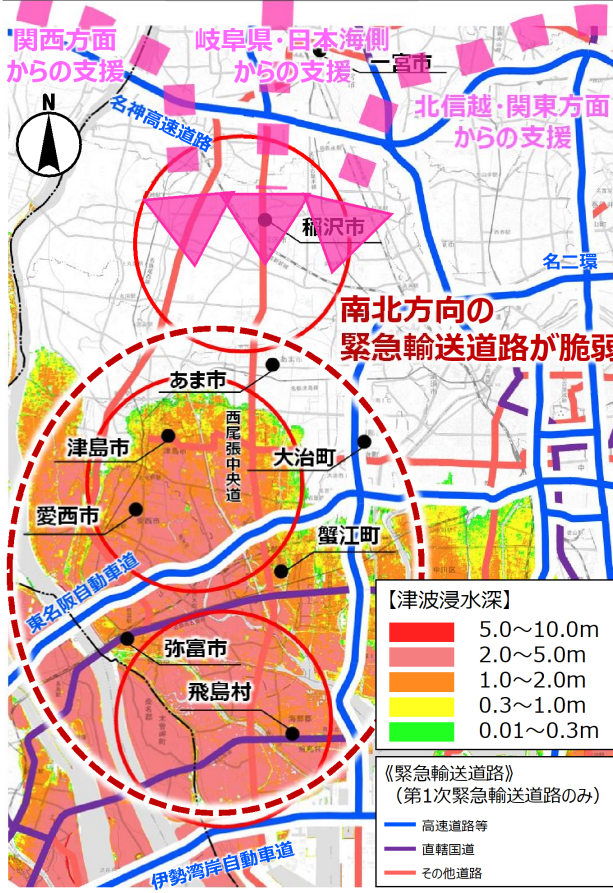 関西方面
からの支援
岐阜県・日本海側
からの支援
一宮市
北信越・関東方面
からの支援
N
名神高速道路
稲沢市
名二環
南北方向の
緊急輸送道路が脆弱
あま市
津島市
西尾張中央道
大治町
愛西市
蟹江町
東名阪自動車道
弥富市
飛島村
伊勢湾岸自動車道
【津波浸水深】
5.0～10.0m
2.0～5.0m
1.0～2.0m
0.3～1.0m
0.01～0.3m
《緊急輸送道路》
（第1次緊急輸送道路のみ）
高速道路等
直轄国道
その他道路